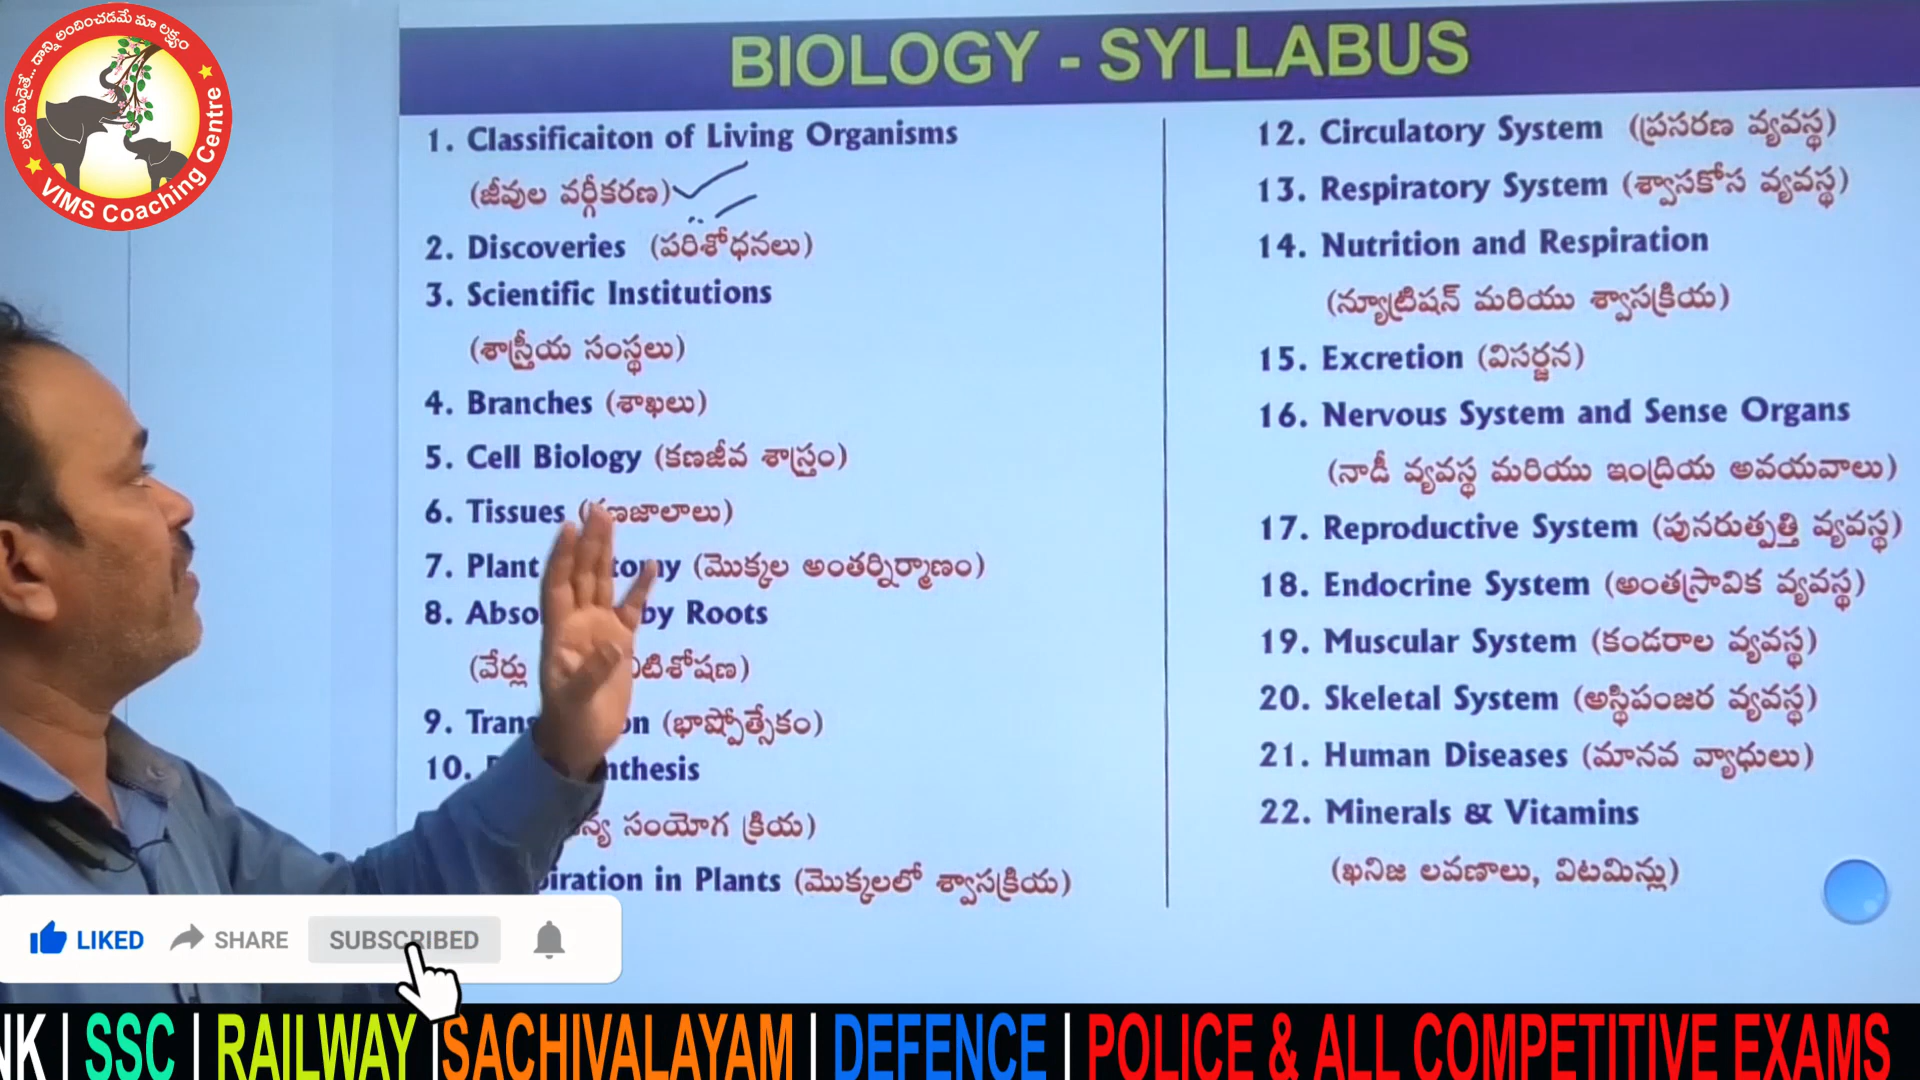 లక్ష్యం మీదైతే... దాన్ని అందించడమే మా లక్ష్యం
VIMS Coaching Centre
BIOLOGY - SYLLABUS
1. Classificaiton of Living Organisms
(జీవుల వర్గీకరణ)
2. Discoveries (పరిశోధనలు)
3. Scientific Institutions
(శాస్త్రీయ సంస్థలు)
4. Branches (శాఖలు)
5. Cell Biology (కణజీవ శాస్త్రం)
6. Tissues
7. Plant (మొక్కల అంతర్నిర్మాణం)
8. by Roots
(వేర్లు
9. (భాష్పోత్సేకం)
10.
సంయోగ క్రియ)
in Plants (మొక్కలలో శ్వాసక్రియ)
12. Circulatory System (ప్రసరణ వ్యవస్థ)
13. Respiratory System (శ్వాసకోస వ్యవస్థ)
14. Nutrition and Respiration
(న్యూట్రిషన్ మరియు శ్వాసక్రియ)
15. Excretion (విసర్జన)
16. Nervous System and Sense Organs
(నాడీ వ్యవస్థ మరియు ఇంద్రియ అవయవాలు)
17. Reproductive System (పునరుత్పత్తి వ్యవస్థ)
18. Endocrine System (అంతస్రావిక వ్యవస్థ)
19. Muscular System (కండరాల వ్యవస్థ)
20. Skeletal System (అస్థిపంజర వ్యవస్థ)
21. Human Diseases (మానవ వ్యాధులు)
22. Minerals & Vitamins
(ఖనిజ లవణాలు, విటమిన్లు)
LIKED SHARE SUBSCRIBED
NK | SSC | RAILWAY | SACHIVALAYAM | DEFENCE | POLICE & ALL COMPETITIVE EXAMS